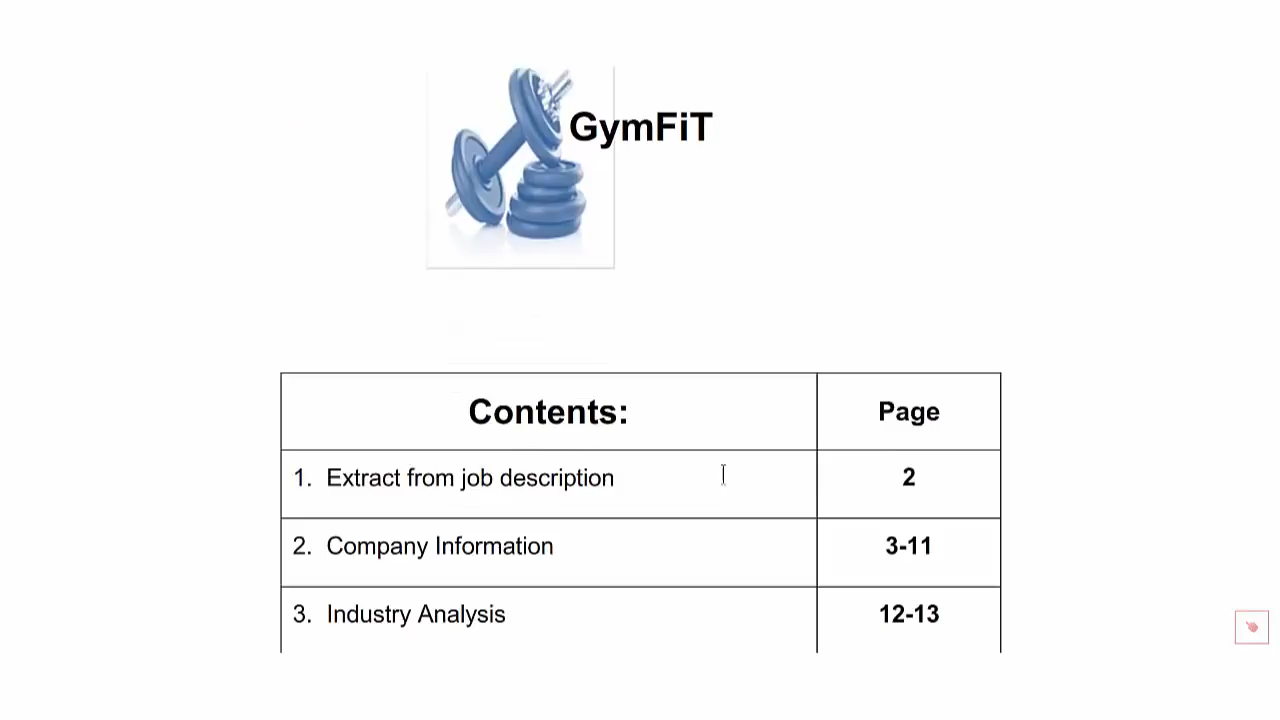 GymFiT
Contents: Page
1. Extract from job description 2
2. Company Information 3-11
3. Industry Analysis 12-13